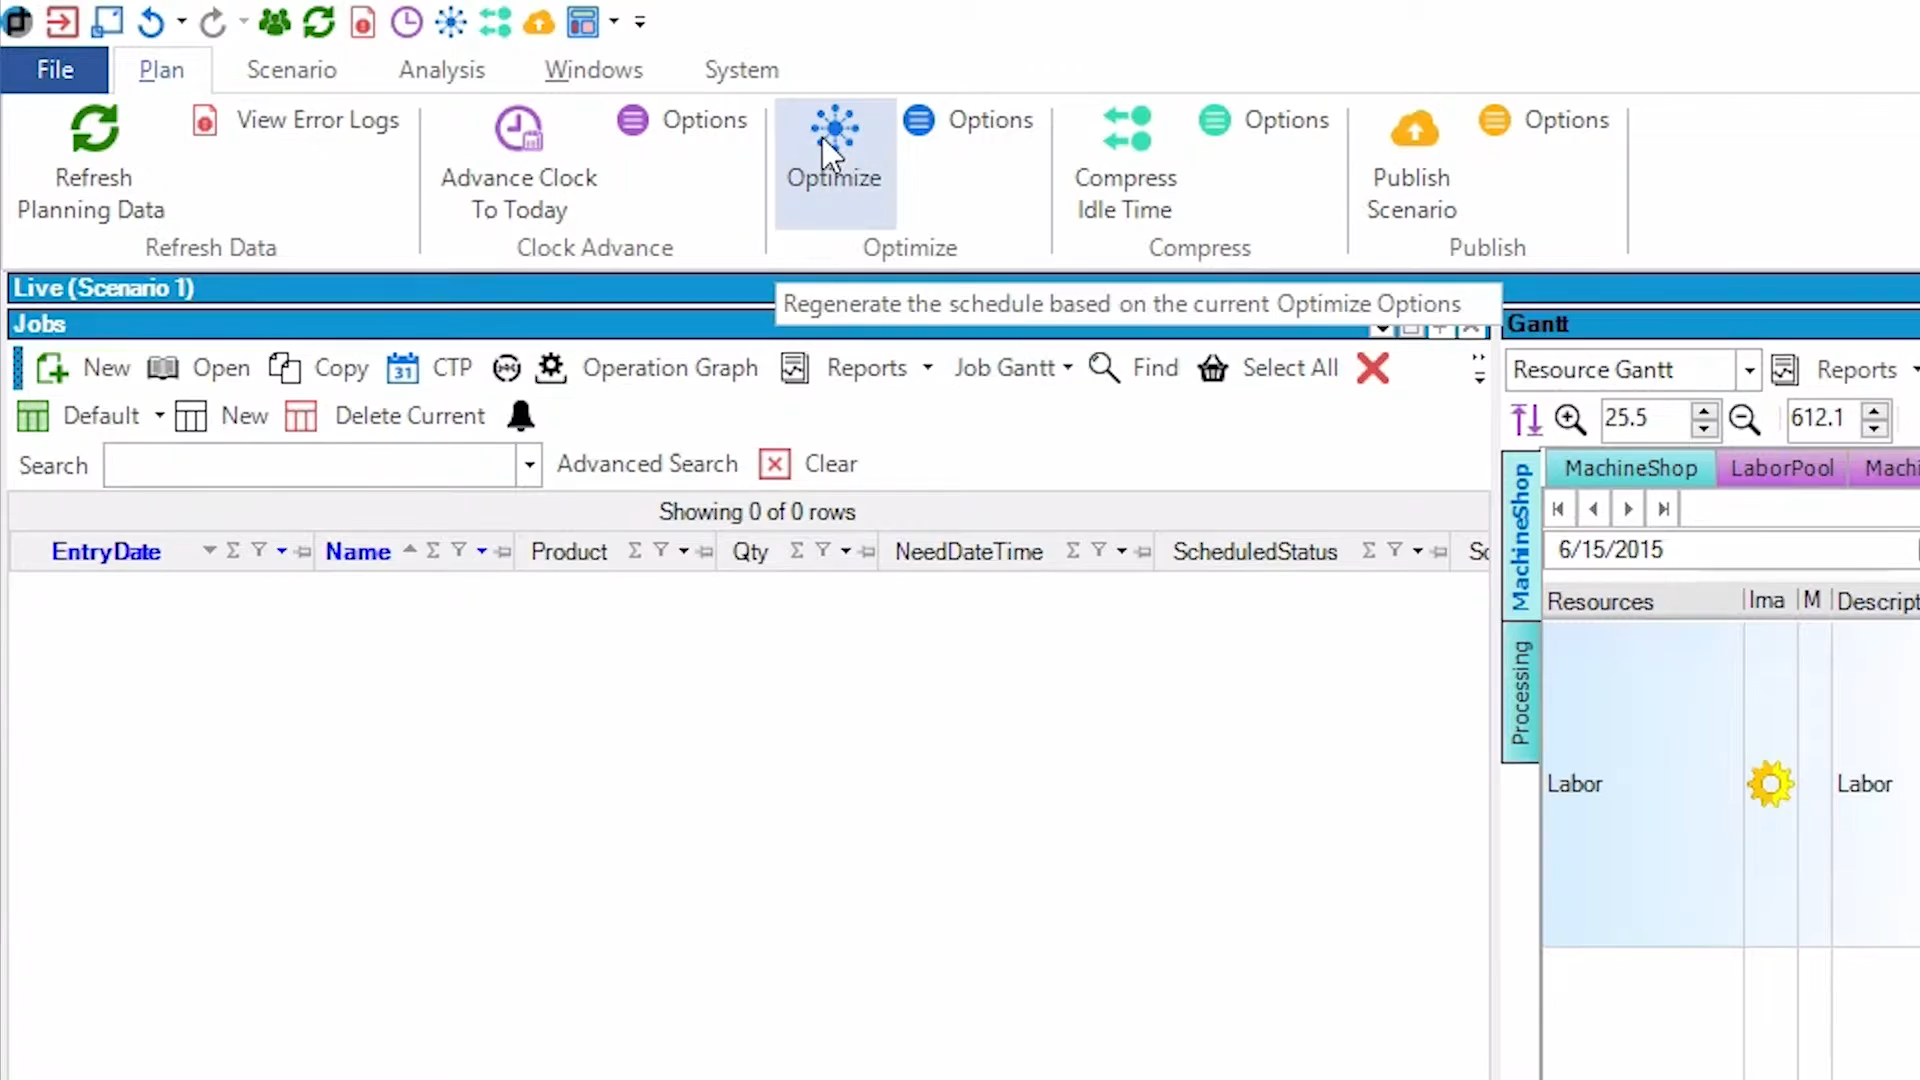 File Plan Scenario Analysis Windows System
View Error Logs Options Options Options Options
Refresh Planning Data
Advance Clock To Today
Optimize
Compress Idle Time
Publish Scenario
Refresh Data Clock Advance Optimize Compress Publish
Live (Scenario 1)
Regenerate the schedule based on the current Optimize Options
Jobs
New Open Copy 31 CTP Operation Graph Reports Job Gantt Find Select All
Default New Delete Current
Search Advanced Search Clear
Showing 0 of 0 rows
EntryDate Name Product Qty NeedDateTime ScheduledStatus Sc
Gantt
Resource Gantt Reports
25.5 612.1
MachineShop LaborPool Machi
MachineShop
Processing
6/15/2015
Resources Ima M Descript
Labor Labor